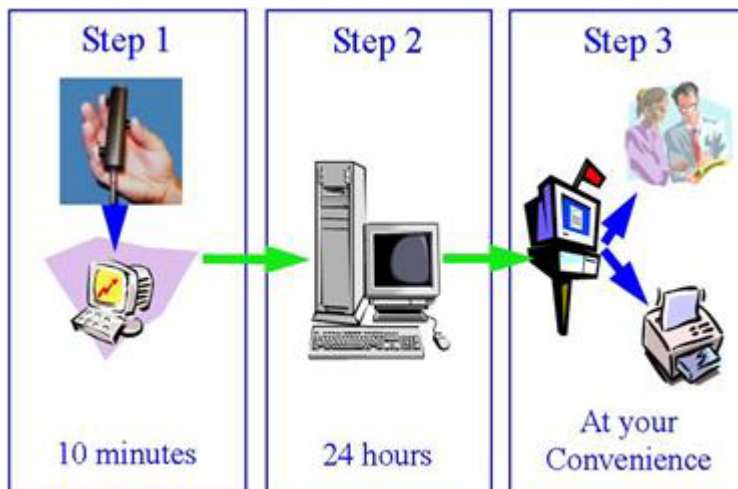 Step 1
Step 2
Step 3
10 minutes
24 hours
At your
Convenience